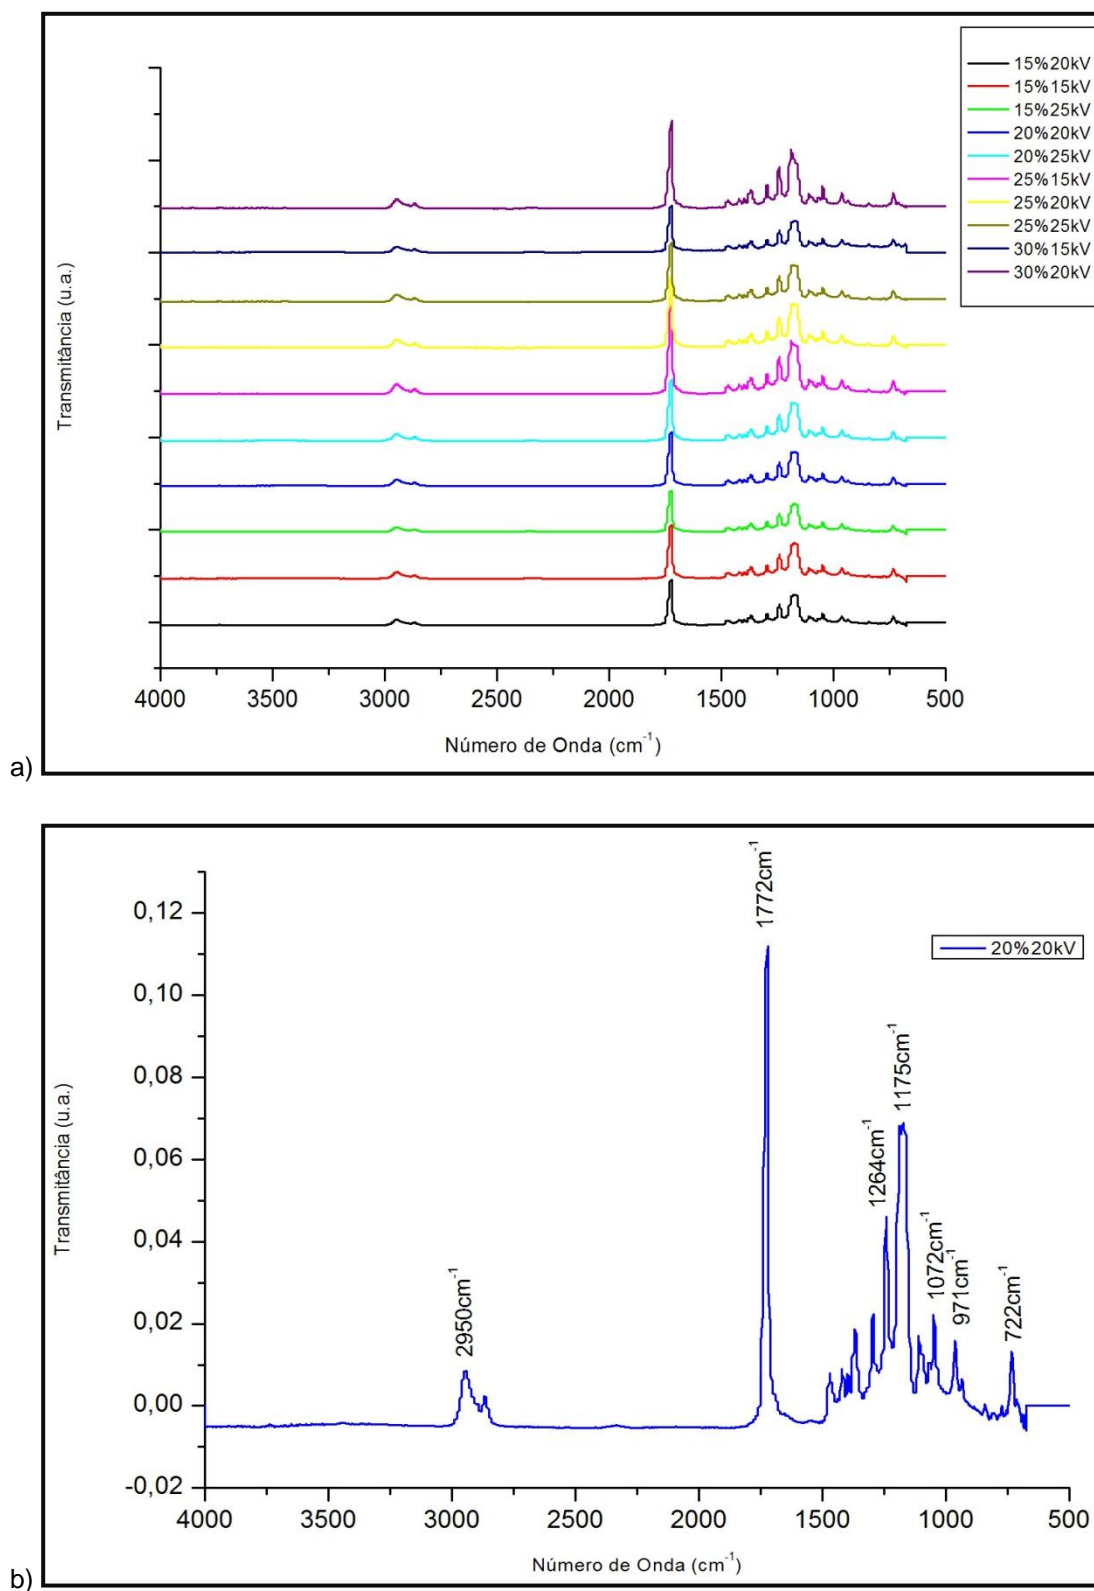 15%20kV
15%15kV
15%25kV
20%20kV
20%25kV
25%15kV
25%20kV
25%25kV
30%15kV
30%20kV
Transmitância (u.a.)
4000 3500 3000 2500 2000 1500 1000 500
Número de Onda (cm⁻¹)
a)
1772cm⁻¹
0,12
20%20kV
0,10
1175cm⁻¹
0,08
1264cm⁻¹
Transmitância (u.a.)
0,06
0,04
1072cm⁻¹
971cm⁻¹
2950cm⁻¹
722cm⁻¹
0,02
0,00
-0,02
4000 3500 3000 2500 2000 1500 1000 500
Número de Onda (cm⁻¹)
b)